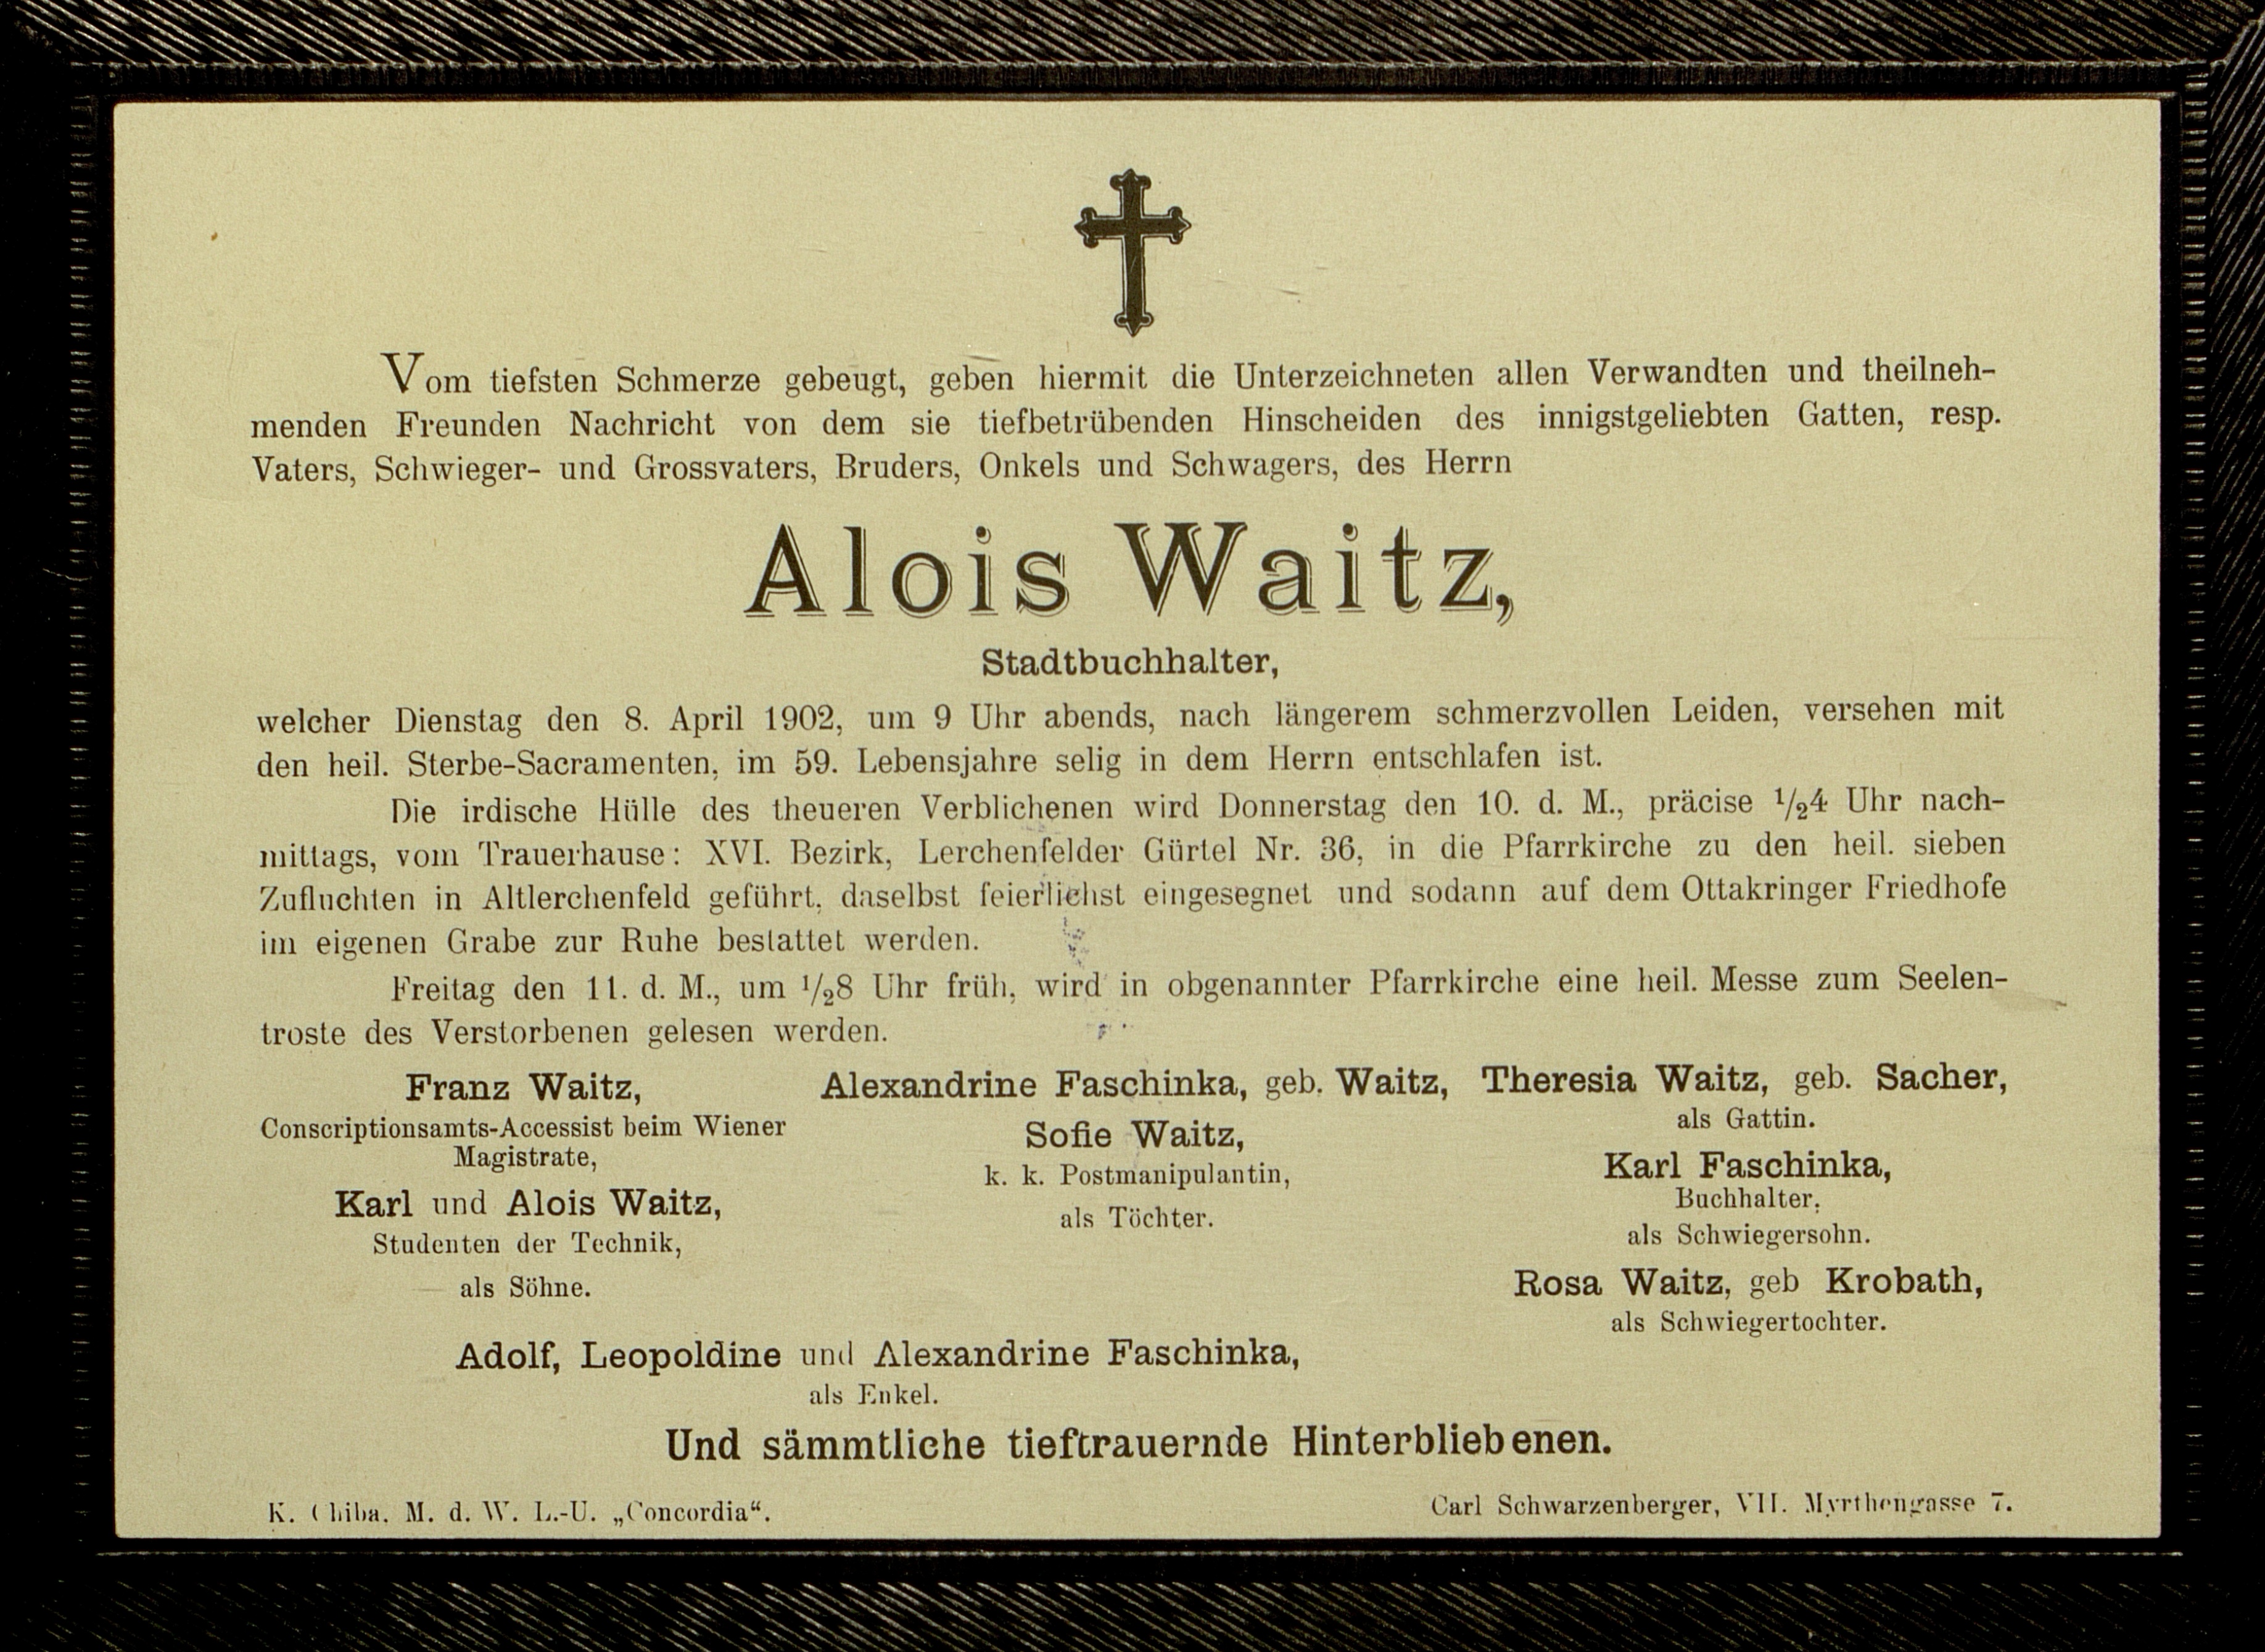 Vom tiefsten Schmerze gebeugt, geben hiermit die Unterzeichneten allen Verwandten und theilneh-
menden Freunden Nachricht von dem sie tiefbetrübenden Hinscheiden des innigstgeliebten Gatten, resp.
Vaters, Schwieger- und Grossvaters, Bruders, Onkels und Schwagers, des Herrn
Alois Waitz,
Stadtbuchhalter,
welcher Dienstag den 8. April 1902, um 9 Uhr abends, nach längerem schmerzvollen Leiden, versehen mit
den heil. Sterbe-Sacramenten, im 59. Lebensjahre selig in dem Herrn entschlafen ist.
Die irdische Hülle des theueren Verblichenen wird Donnerstag den 10. d. M., präcise 1/24 Uhr nach-
mittags, vom Trauerhause: XVI. Bezirk, Lerchenfelder Gürtel Nr. 36, in die Pfarrkirche zu den heil. sieben
Zufluchten in Altlerchenfeld geführt, daselbst feierlichst eingesegnet und sodann auf dem Ottakringer Friedhofe
im eigenen Grabe zur Ruhe bestattet werden.
Freitag den 11. d. M., um 1/28 Uhr früh, wird in obgenannter Pfarrkirche eine heil. Messe zum Seelen-
troste des Verstorbenen gelesen werden.
Franz Waitz,
Conscriptionsamts-Accessist beim Wiener
Magistrate,
Karl und Alois Waitz,
Studenten der Technik,
als Söhne.
Alexandrine Faschinka, geb. Waitz,
Sofie Waitz,
k. k. Postmanipulantin,
als Töchter.
Theresia Waitz, geb. Sacher,
als Gattin.
Karl Faschinka,
Buchhalter,
als Schwiegersohn.
Rosa Waitz, geb Krobath,
als Schwiegertochter.
Adolf, Leopoldine und Alexandrine Faschinka,
als Enkel.
Und sämmtliche tieftrauernde Hinterbliebenen.
K. Chiba. M. d. W. L.-U. „Concordia“.
Carl Schwarzenberger, VII. Myrthengasse 7.